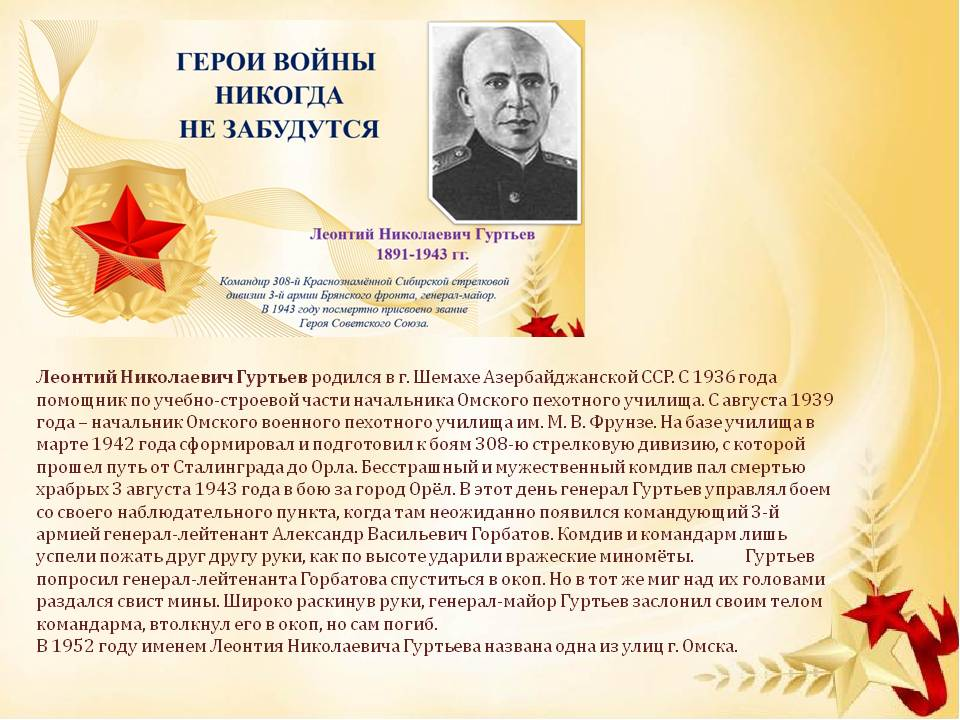 ГЕРОИ ВОЙНЫ
НИКОГДА
НЕ ЗАБУДУТСЯ
Леонтий Николаевич Гуртьев
1891-1943 гг.
Командир 308-й Краснознамённой Сибирской стрелковой
дивизии 3-й армии Брянского фронта, генерал-майор.
В 1943 году посмертно присвоено звание
Героя Советского Союза.
Леонтий Николаевич Гуртьев родился в г. Шемахе Азербайджанской ССР. С 1936 года
помощник по учебно-строевой части начальника Омского пехотного училища. С августа 1939
года – начальник Омского военного пехотного училища им. М. В. Фрунзе. На базе училища в
марте 1942 года сформировал и подготовил к боям 308-ю стрелковую дивизию, с которой
прошел путь от Сталинграда до Орла. Бесстрашный и мужественный комдив пал смертью
храбрых 3 августа 1943 года в бою за город Орёл. В этот день генерал Гуртьев управлял боем
со своего наблюдательного пункта, когда там неожиданно появился командующий 3-й
армией генерал-лейтенант Александр Васильевич Горбатов. Комдив и командарм лишь
успели пожать друг другу руки, как по высоте ударили вражеские миномёты. Гуртьев
попросил генерал-лейтенанта Горбатова спуститься в окоп. Но в тот же миг над их головами
раздался свист мины. Широко раскинув руки, генерал-майор Гуртьев заслонил своим телом
командарма, втолкнул его в окоп, но сам погиб.
В 1952 году именем Леонтия Николаевича Гуртьева названа одна из улиц г. Омска.